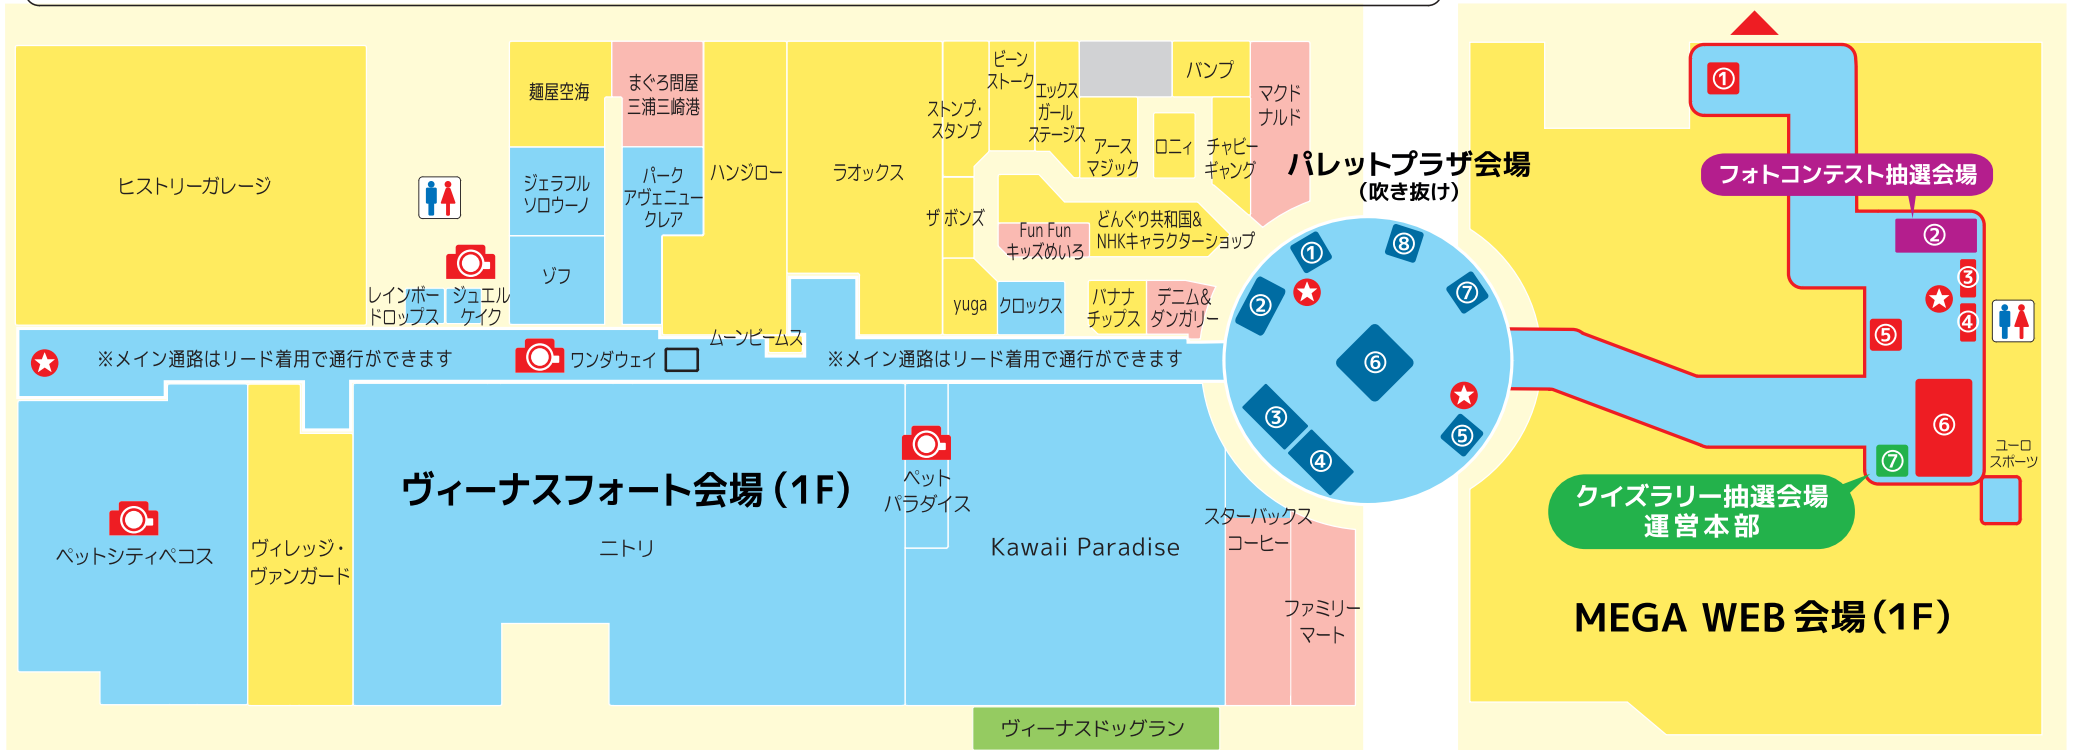 ヒストリーガレージ
レインボー
ドロップス
ジュエル
ケイク
麺屋空海
まぐろ問屋
三浦三崎港
ジェラフル
ソロウーノ
パーク
アヴェニュー
クレア
ゾフ
ハンジロー
ムーンビームス
ラオックス
ストンプ・
スタンプ
ビーン
ストーク
エックス
ガール
ステージス
アース
マジック
ロニィ
バンプ
チャビー
ギャング
マクド
ナルド
ザ ボンズ
Fun Fun
キッズめいろ
どんぐり共和国&
NHKキャラクターショップ
yuga
クロックス
バナナ
チップス
デニム&
ダンガリー
※メイン通路はリード着用で通行ができます
ワンダウェイ
※メイン通路はリード着用で通行ができます
ペットシティペコス
ヴィレッジ・
ヴァンガード
ヴィーナスフォート会場（1F）
ニトリ
ペット
パラダイス
Kawaii Paradise
スターバックス
コーヒー
ファミリー
マート
ヴィーナスドッグラン
パレットプラザ会場
（吹き抜け）
①
⑧
②
⑦
⑥
③
④
⑤
①
フォトコンテスト抽選会場
②
③
④
⑤
⑥
⑦
ユーロ
スポーツ
クイズラリー抽選会場
運営本部
MEGA WEB 会場（1F）